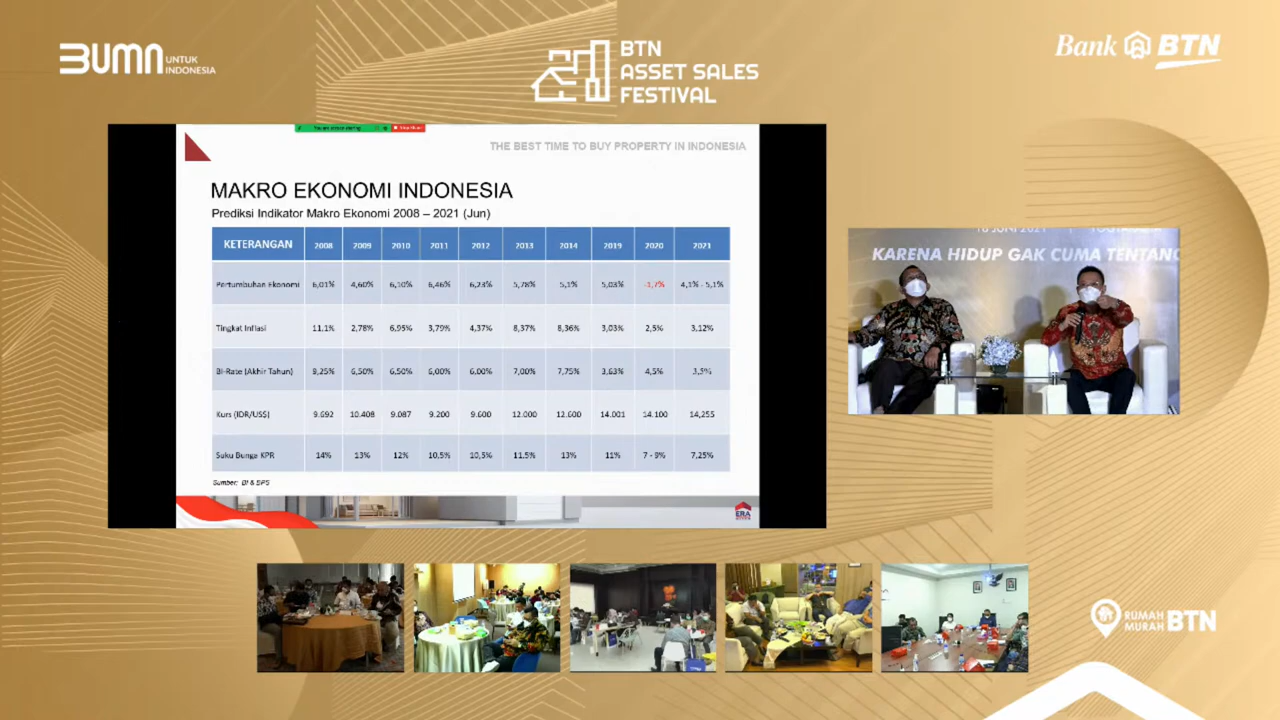 BUMN UNTUK INDONESIA
BTN
ASSET SALES
FESTIVAL
Bank BTN
THE BEST TIME TO BUY PROPERTY IN INDONESIA
MAKRO EKONOMI INDONESIA
Prediksi Indikator Makro Ekonomi 2008 – 2021 (Jun)
KETERANGAN 2008 2009 2010 2011 2012 2013 2014 2019 2020 2021
Pertumbuhan Ekonomi 6,01% 4,60% 6,10% 6,46% 6,23% 5,78% 5,1% 5,03% -1,7% 4,1% - 5,1%
Tingkat Inflasi 11,1% 2,78% 6,95% 3,79% 4,37% 8,37% 8,36% 3,03% 2,5% 3,12%
BI-Rate (Akhir Tahun) 9,25% 6,50% 6,50% 6,00% 6,00% 7,00% 7,75% 3,63% 4,5% 3,5%
Kurs (IDR/US$) 9.692 10.408 9.087 9.200 9.600 12.000 12.600 14.001 14.100 14,255
Suku Bunga KPR 14% 13% 12% 10,5% 10,5% 11.5% 13% 11% 7 - 9% 7,25%
Sumber: BI & BPS
ERA
KARENA HIDUP GAK CUMA TENTANG
RUMAH
MURAH BTN